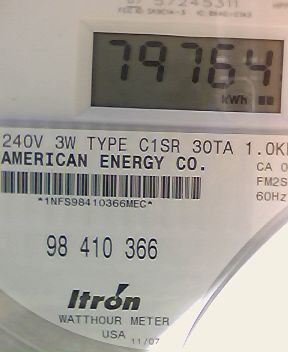 79764
kWh
240V 3W TYPE C1SR 30TA 1.0K
AMERICAN ENERGY CO.
CA 0
*1NFS98410366MEC*
FM2S
60Hz
98 410 366
Itrón
WATTHOUR METER
USA 11/07